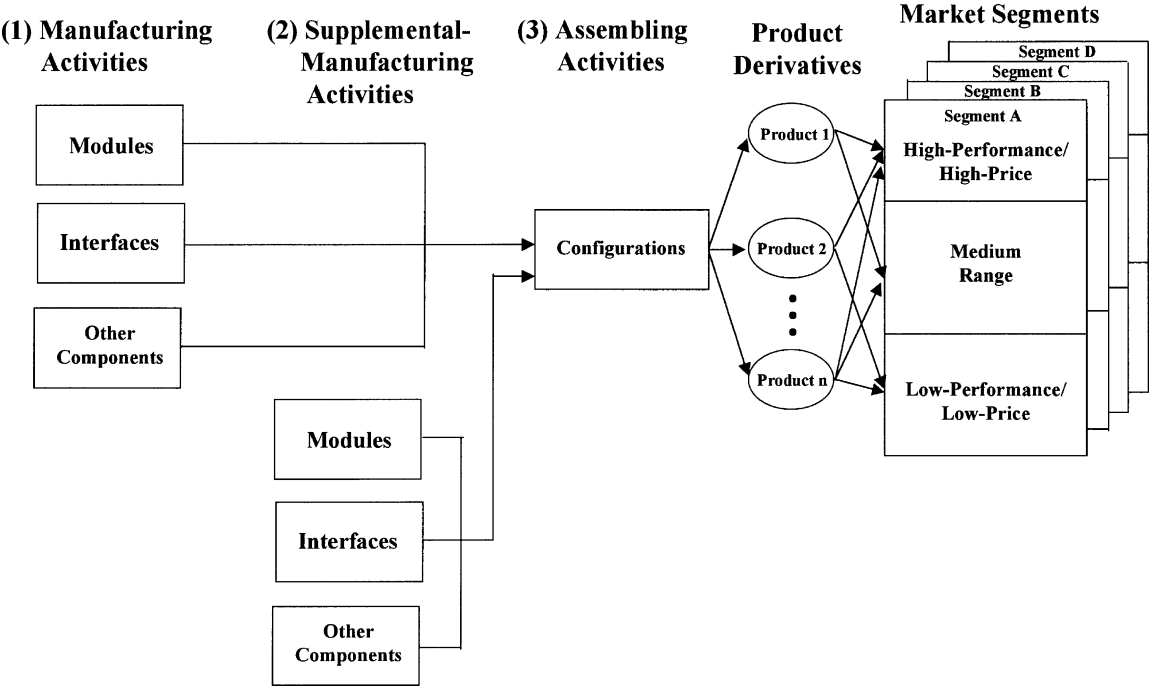 (1) Manufacturing
Activities
(2) Supplemental-
Manufacturing
Activities
(3) Assembling
Activities
Product
Derivatives
Market Segments
Segment D
Segment C
Segment B
Segment A
High-Performance/
High-Price
Medium
Range
Low-Performance/
Low-Price
Modules
Interfaces
Other
Components
Modules
Interfaces
Other
Components
Configurations
Product 1
Product 2
Product n